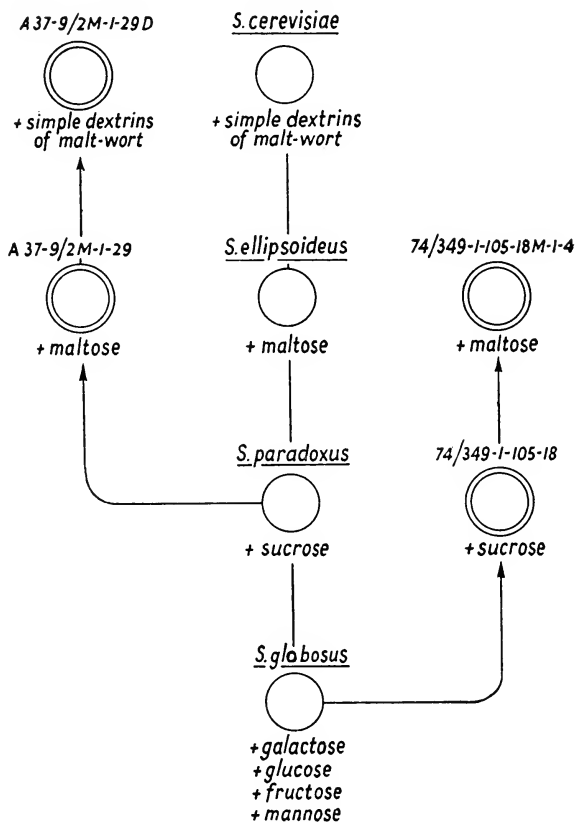 A 37-9/2M-1-29 D
S. cerevisiae
+ simple dextrins
of malt-wort
+ simple dextrins
of malt-wort
A 37-9/2M-1-29
S. ellipsoideus
74/349-1-105-18M-1-4
+ maltose
+ maltose
+ maltose
S. paradoxus
74/349-1-105-18
+ sucrose
+ sucrose
S. globosus
+ galactose
+ glucose
+ fructose
+ mannose